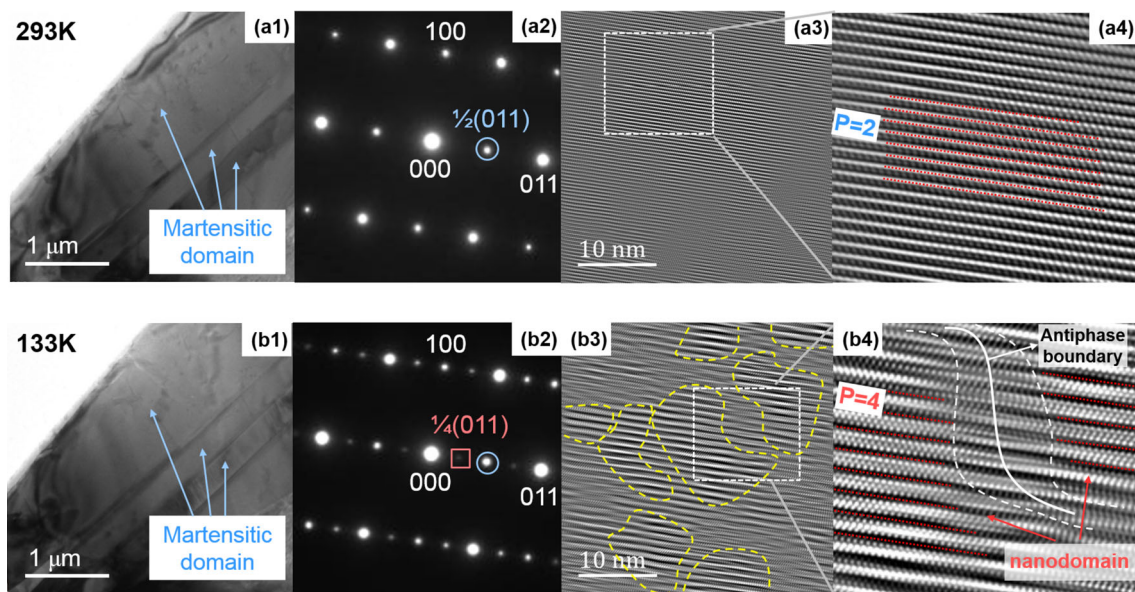 293K
(a1)
Martensitic
domain
1 μm
(a2)
100
½(011)
000
011
(a3)
10 nm
(a4)
P=2
133K
(b1)
Martensitic
domain
1 μm
(b2)
100
¼(011)
000
011
(b3)
10 nm
(b4)
Antiphase
boundary
P=4
nanodomain